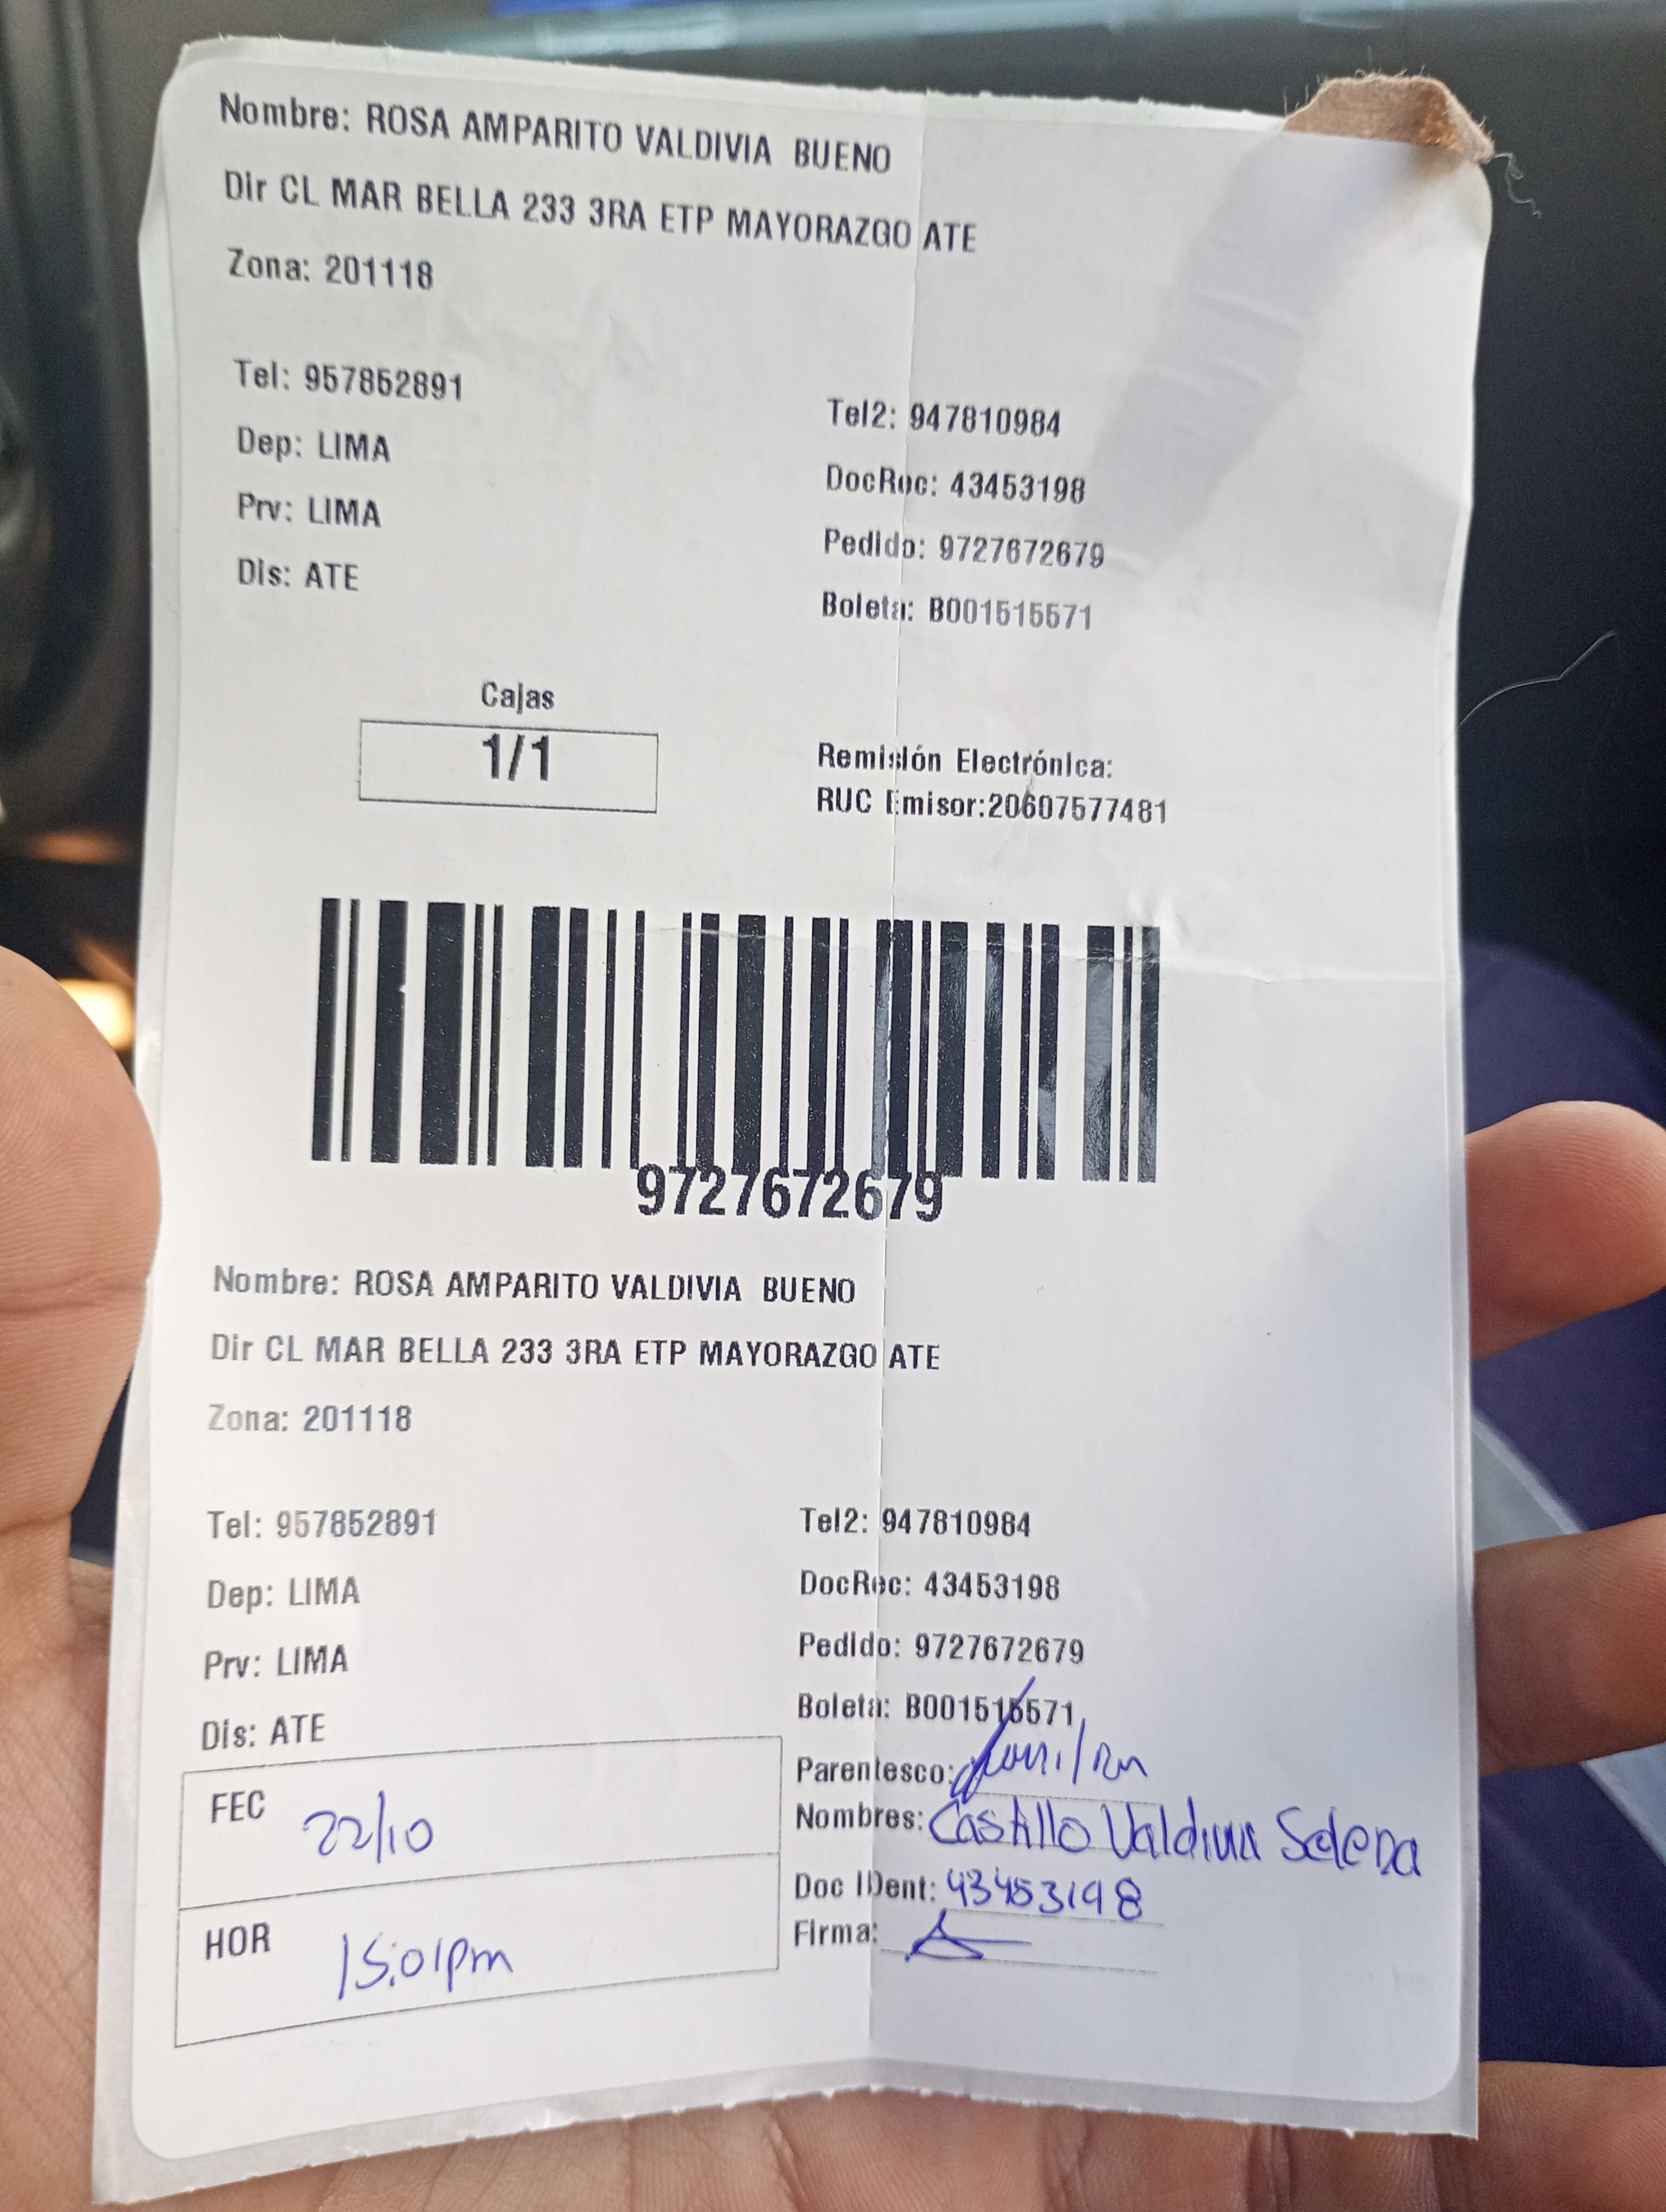 Nombre: ROSA AMPARITO VALDIVIA BUENO
Dir CL MAR BELLA 233 3RA ETP MAYORAZGO ATE
Zona: 201118
Tel: 957852891
Tel2: 947810984
Dep: LIMA
DocRec: 43453198
Prv: LIMA
Pedido: 9727672679
Dis: ATE
Boleta: B001515571
Cajas
1/1
Remisión Electrónica:
RUC Emisor:20607577481
9727672679
Nombre: ROSA AMPARITO VALDIVIA BUENO
Dir CL MAR BELLA 233 3RA ETP MAYORAZGO ATE
Zona: 201118
Tel: 957852891
Tel2: 947810984
Dep: LIMA
DocRec: 43453198
Prv: LIMA
Pedido: 9727672679
Dis: ATE
Boleta: B001515571
Parentesco:
FEC 22/10
Nombres: Castillo Valdivia Selena
Doc IDent: 43453198
HOR 15:01pm
Firma: